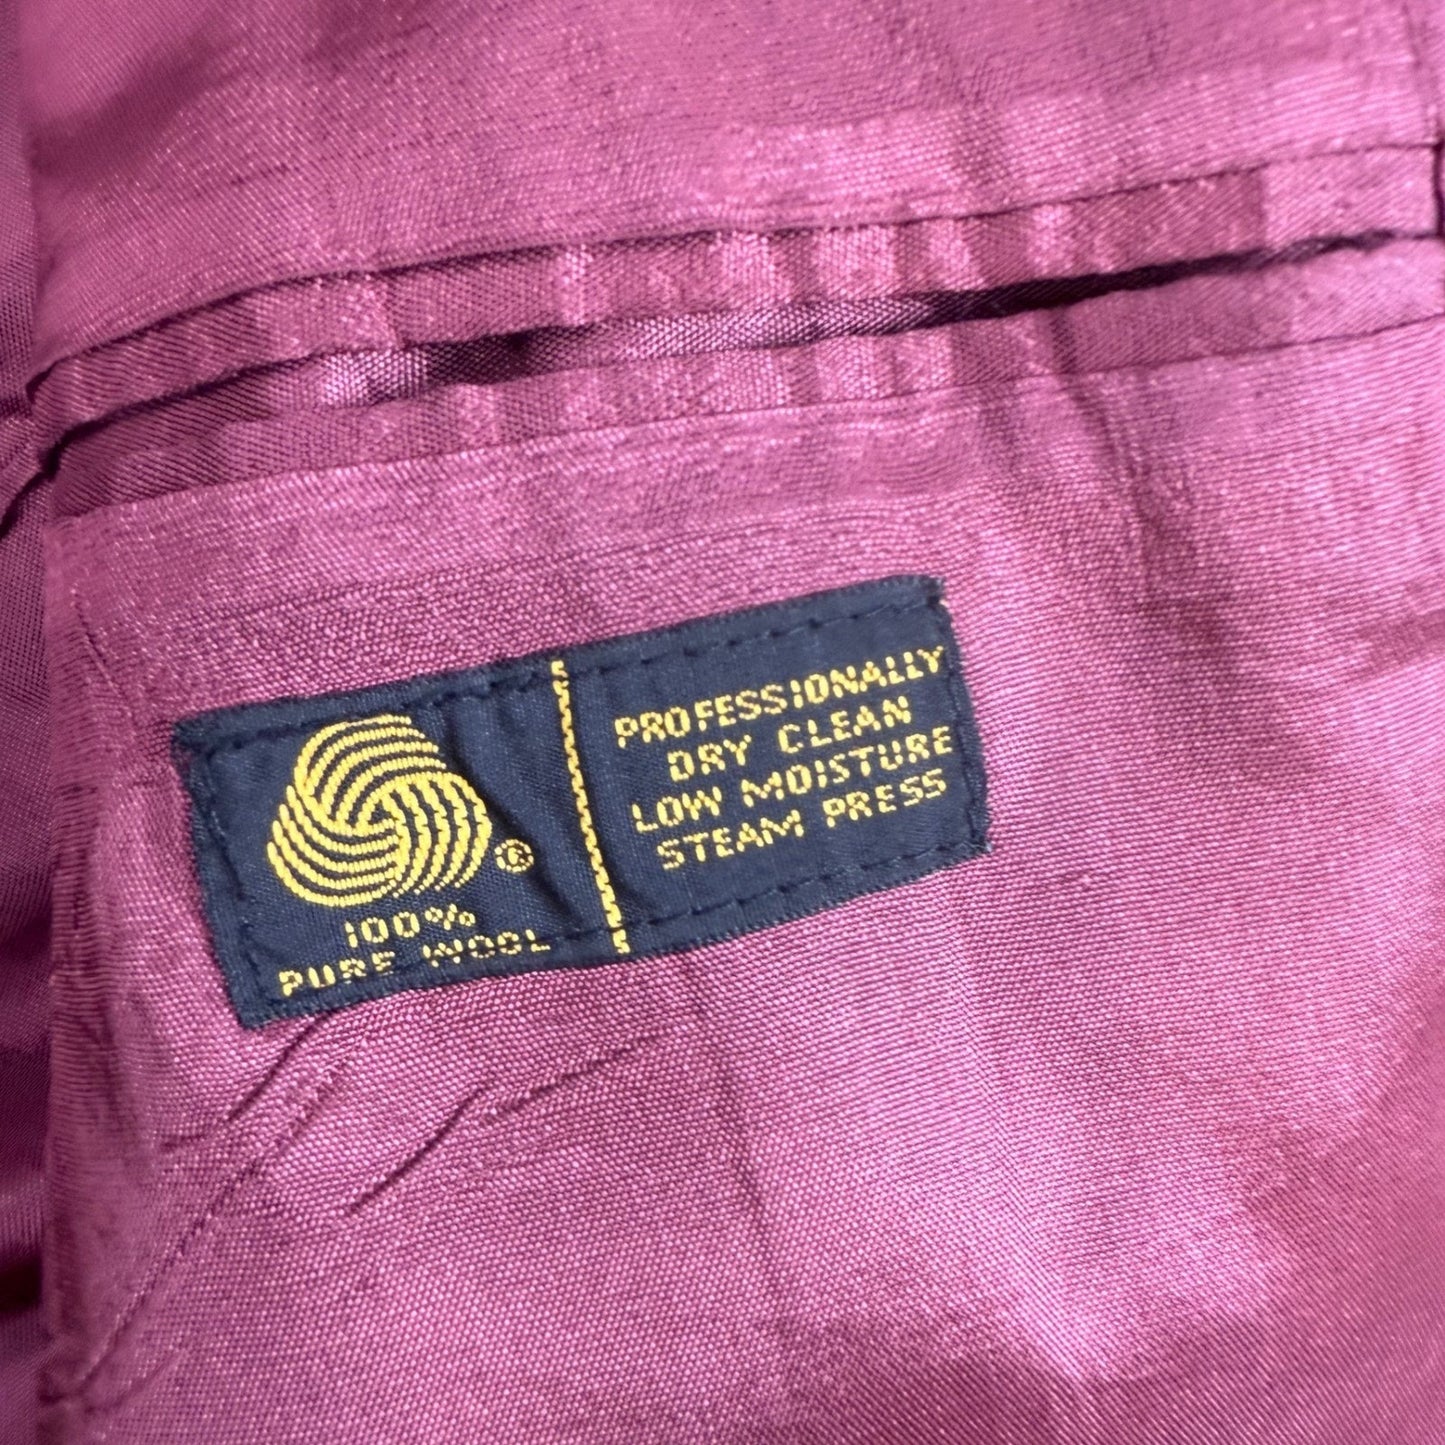 ®
100%
PURE WOOL
PROFESSIONALLY
DRY CLEAN
LOW MOISTURE
STEAM PRESS